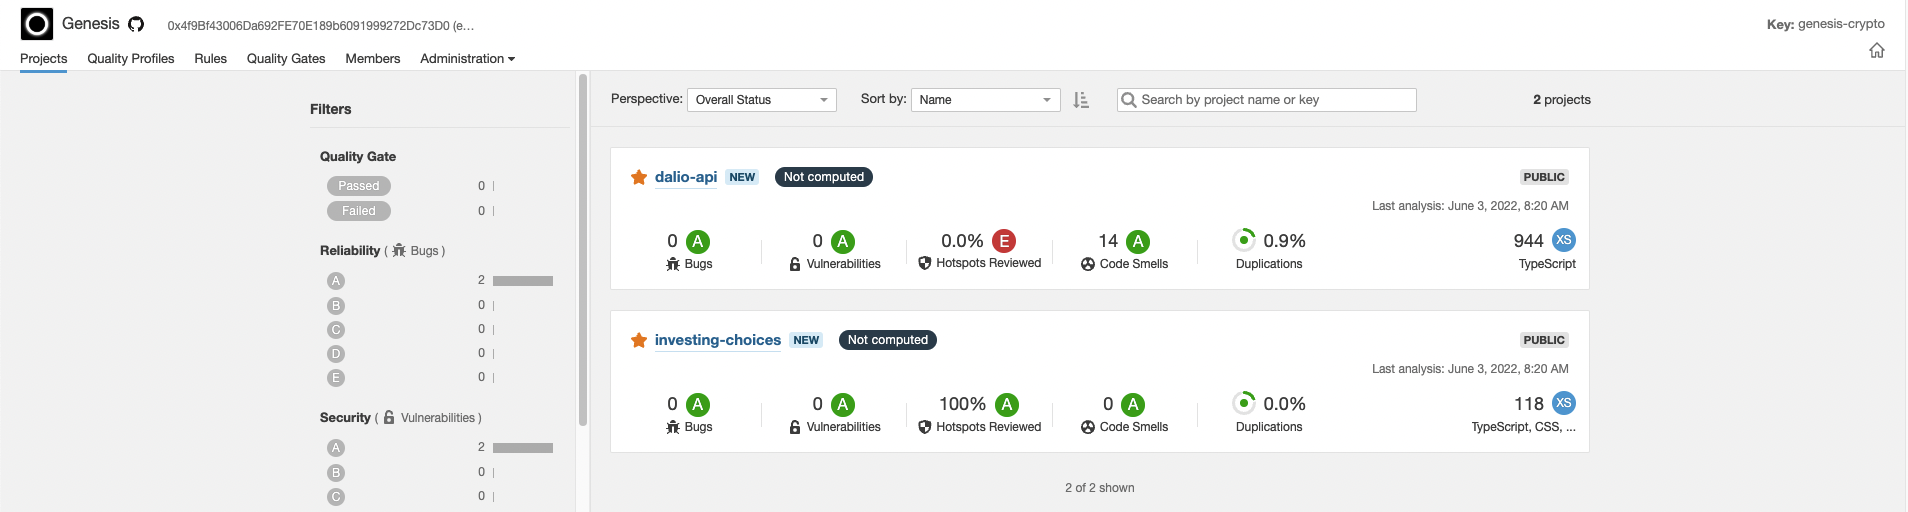 Genesis 0x4f9Bf43006Da692FE70E189b6091999272Dc73D0 (e...
Key: genesis-crypto
Projects Quality Profiles Rules Quality Gates Members Administration
Filters
Quality Gate
Passed 0
Failed 0
Reliability ( Bugs )
A 2
B 0
C 0
D 0
E 0
Security ( Vulnerabilities )
A 2
B 0
C 0
Perspective: Overall Status Sort by: Name Search by project name or key 2 projects
dalio-api NEW Not computed PUBLIC
Last analysis: June 3, 2022, 8:20 AM
0 A 0 A 0.0% E 14 A 0.9% 944 XS
Bugs Vulnerabilities Hotspots Reviewed Code Smells Duplications TypeScript
investing-choices NEW Not computed PUBLIC
Last analysis: June 3, 2022, 8:20 AM
0 A 0 A 100% A 0 A 0.0% 118 XS
Bugs Vulnerabilities Hotspots Reviewed Code Smells Duplications TypeScript, CSS, ...
2 of 2 shown